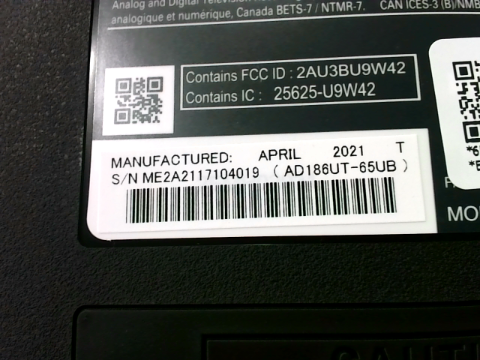 Analog and Digital Television
analogique et numérique, Canada BETS-7 / NTMR-7. CAN ICES-3 (B)/NMB
Contains FCC ID : 2AU3BU9W42
Contains IC : 25625-U9W42
MANUFACTURED: APRIL 2021 T
S/N ME2A2117104019 ( AD186UT-65UB )